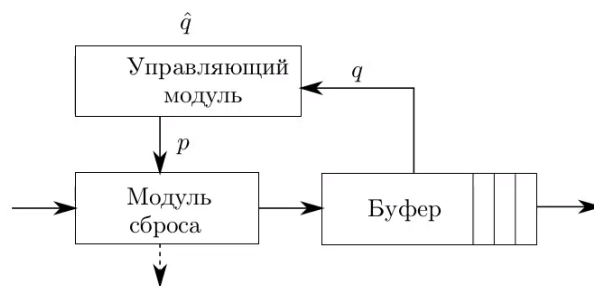 q̂
Управляющий
модуль
q
p
Модуль
сброса
Буфер